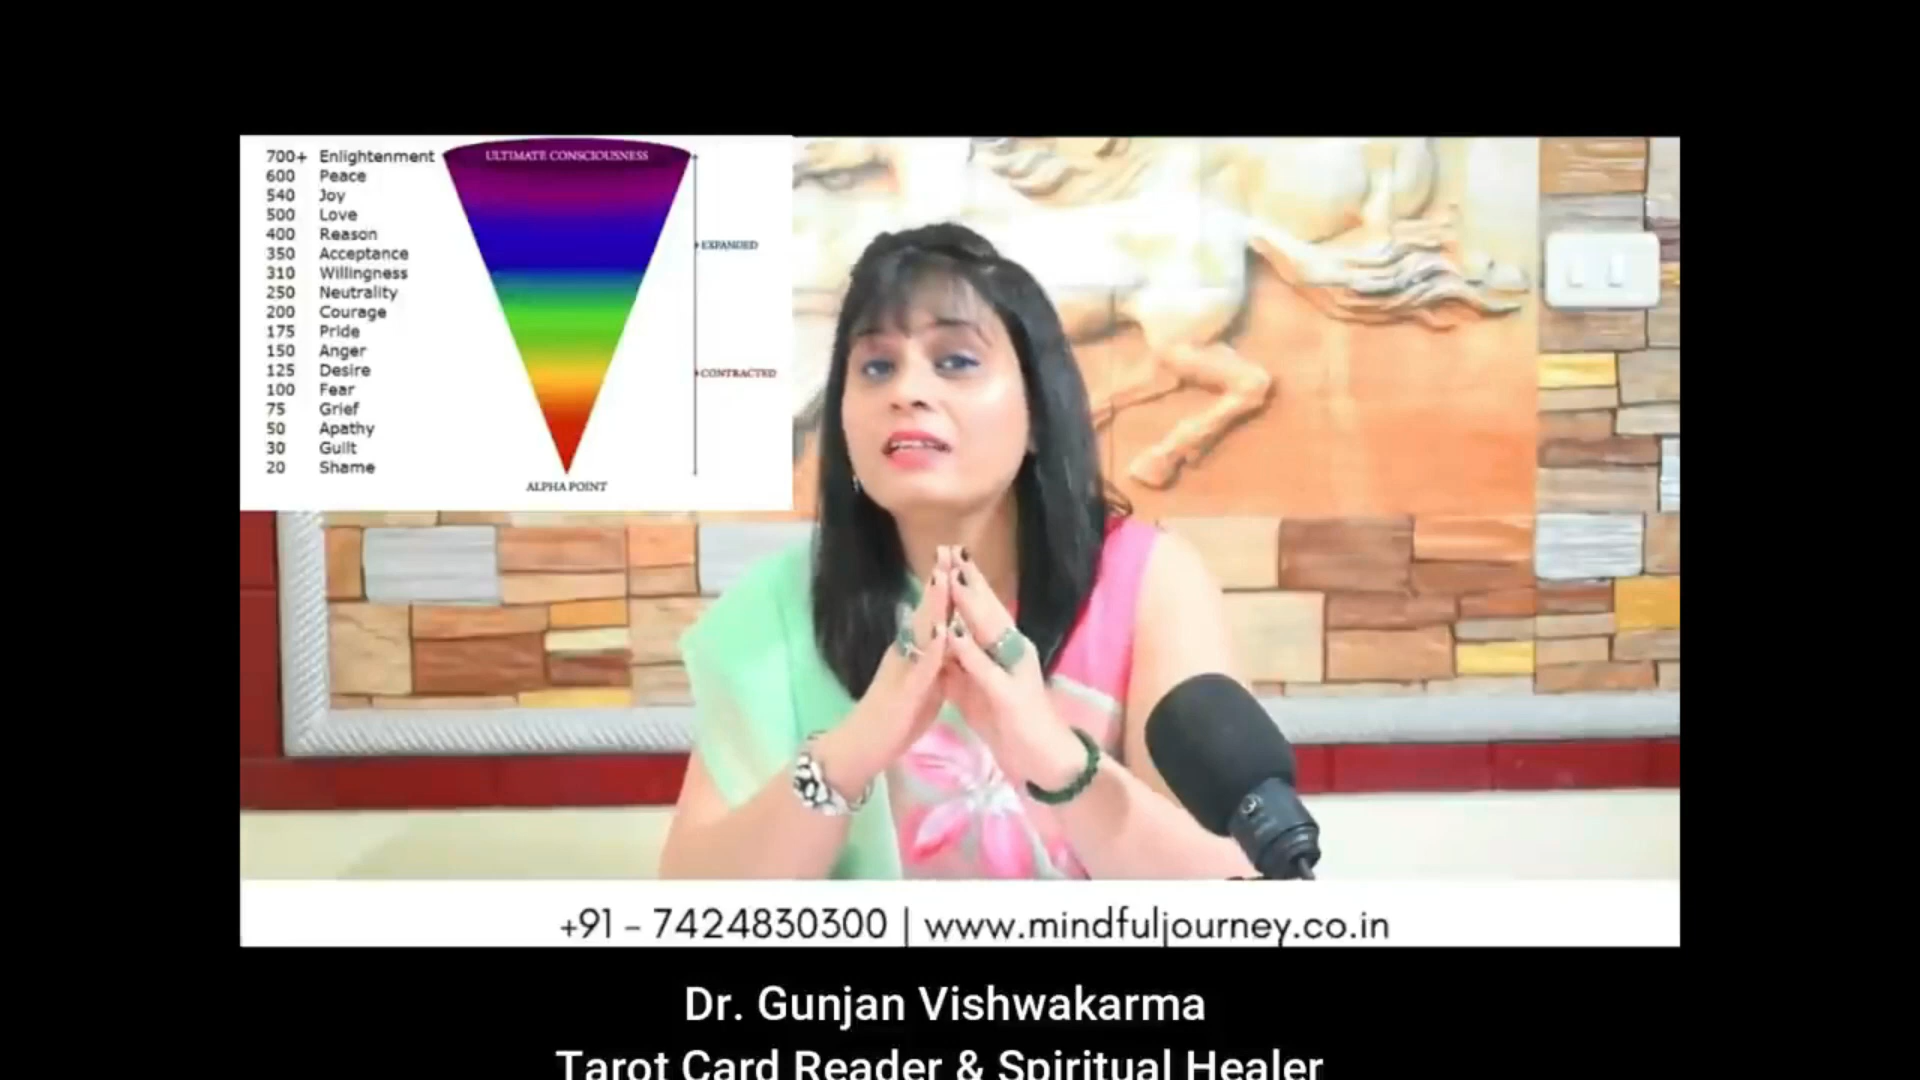 700+ Enlightenment
600 Peace
540 Joy
500 Love
400 Reason
350 Acceptance
310 Willingness
250 Neutrality
200 Courage
175 Pride
150 Anger
125 Desire
100 Fear
75 Grief
50 Apathy
30 Guilt
20 Shame
ULTIMATE CONSCIOUSNESS
EXPANDED
CONTRACTED
ALPHA POINT
+91 - 7424830300 | www.mindfuljourney.co.in
Dr. Gunjan Vishwakarma
Tarot Card Reader & Spiritual Healer